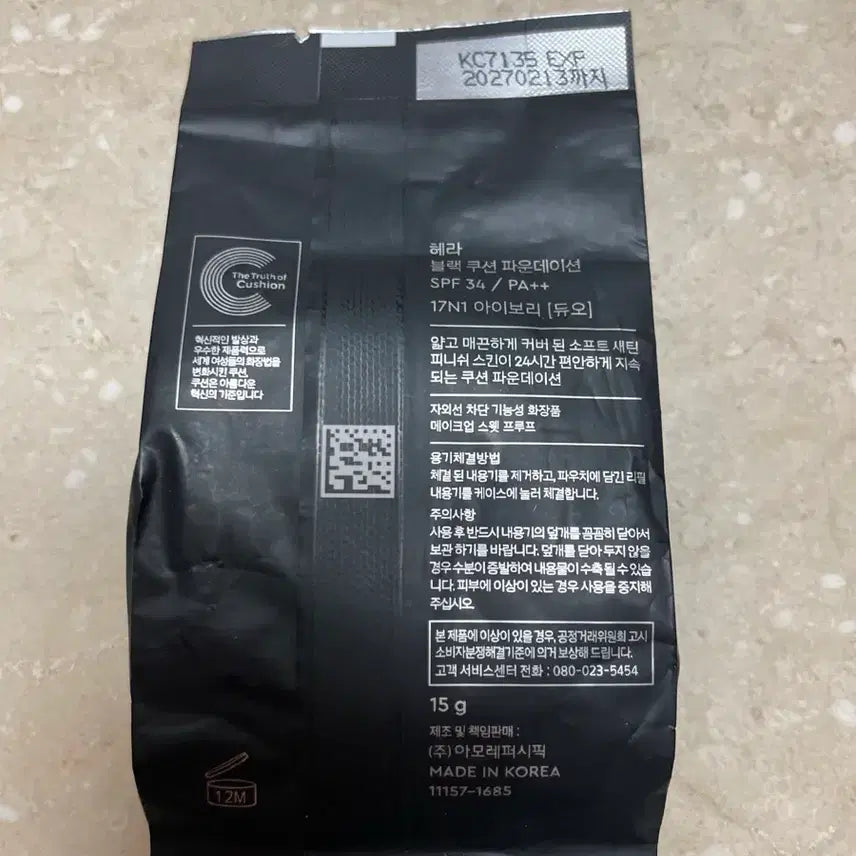 KC7135 EXP
20270213까지
The Truth of
Cushion
혁신적인 발상과
우수한 제품력으로
세계 여성들의 화장법을
변화시킨 쿠션,
쿠션은 아름다운
혁신의 기준입니다
헤라
블랙 쿠션 파운데이션
SPF 34 / PA++
17N1 아이보리 [듀오]
얇고 매끈하게 커버 된 소프트 새틴
피니쉬 스킨이 24시간 편안하게 지속
되는 쿠션 파운데이션
자외선 차단 기능성 화장품
메이크업 스웻 프루프
용기체결방법
체결 된 내용기를 제거하고, 파우치에 담긴 리필
내용기를 케이스에 눌러 체결합니다.
주의사항
사용 후 반드시 내용기의 덮개를 꼼꼼히 닫아서
보관 하기를 바랍니다. 덮개를 닫아 두지 않을
경우 수분이 증발하여 내용물이 수축 될 수 있습
니다. 피부에 이상이 있는 경우 사용을 중지해
주십시오.
본 제품에 이상이 있을 경우, 공정거래위원회 고시
소비자분쟁해결기준에 의거 보상해 드립니다.
고객 서비스센터 전화 : 080-023-5454
15 g
제조 및 책임판매 :
(주)아모레퍼시픽
MADE IN KOREA
11157-1685
12M